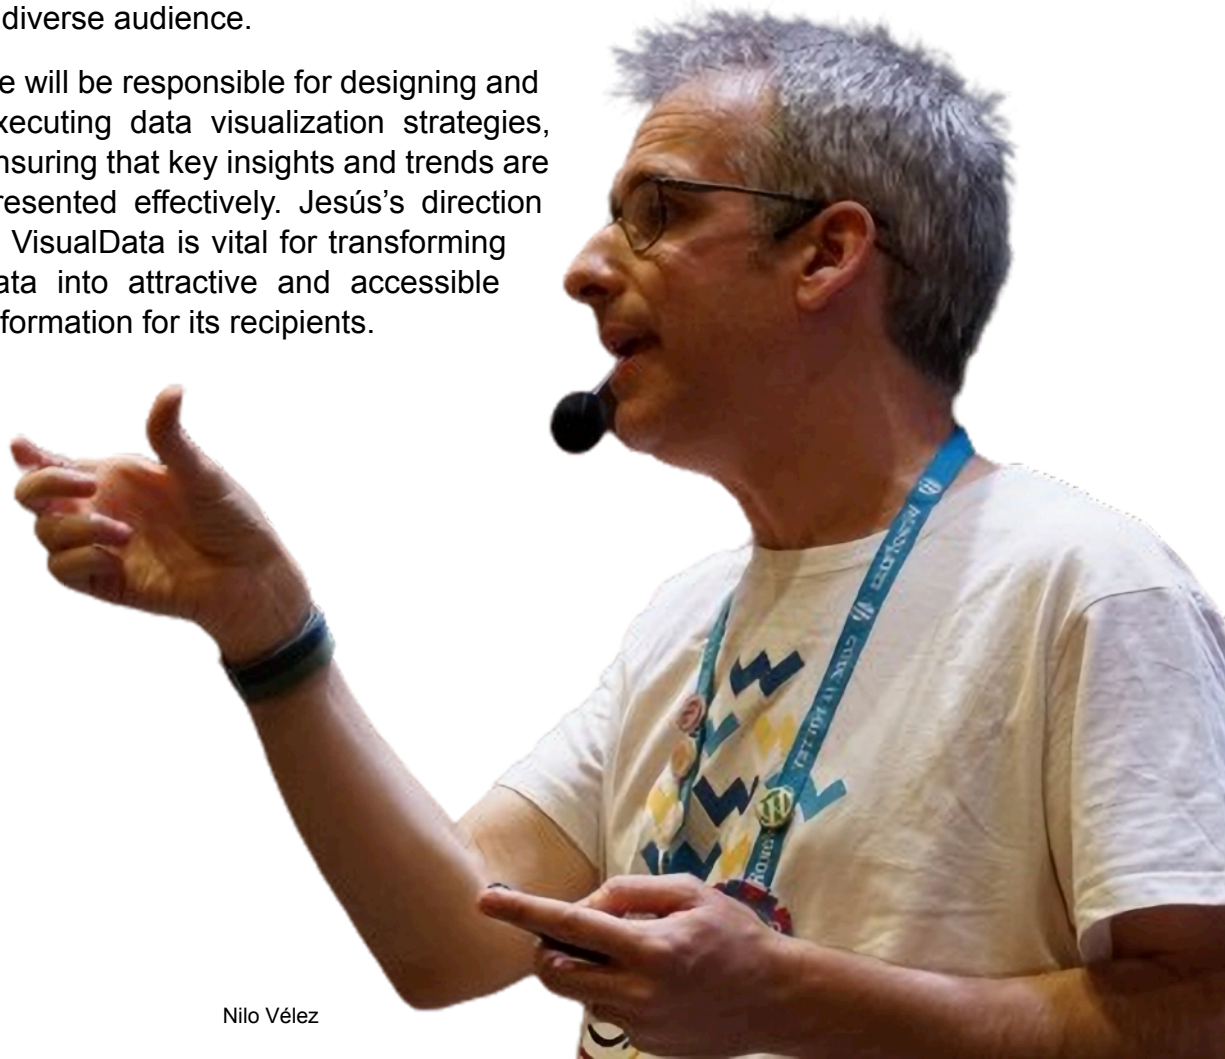 diverse audience.
e will be responsible for designing and
xecuting data visualization strategies,
nsuring that key insights and trends are
resented effectively. Jesús's direction
VisualData is vital for transforming
ata into attractive and accessible
formation for its recipients.
Nilo Vélez